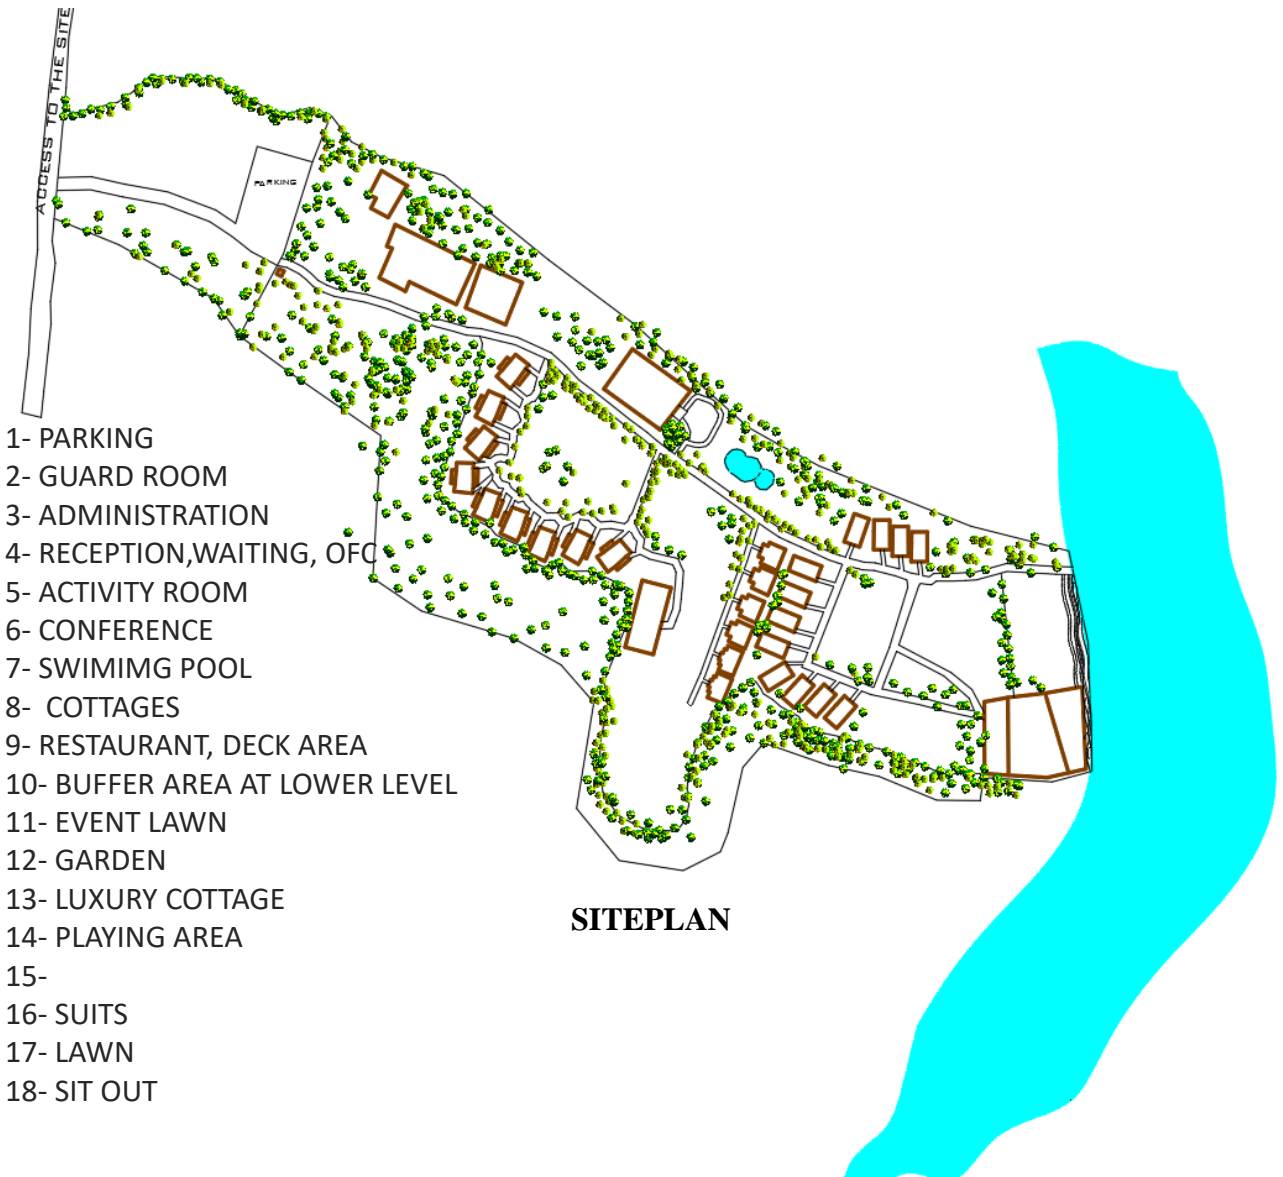 ACCESS TO THE SITE
PARKING
1- PARKING
2- GUARD ROOM
3- ADMINISTRATION
4- RECEPTION,WAITING, OFC
5- ACTIVITY ROOM
6- CONFERENCE
7- SWIMIMG POOL
8- COTTAGES
9- RESTAURANT, DECK AREA
10- BUFFER AREA AT LOWER LEVEL
11- EVENT LAWN
12- GARDEN
13- LUXURY COTTAGE
14- PLAYING AREA
15-
16- SUITS
17- LAWN
18- SIT OUT
SITEPLAN